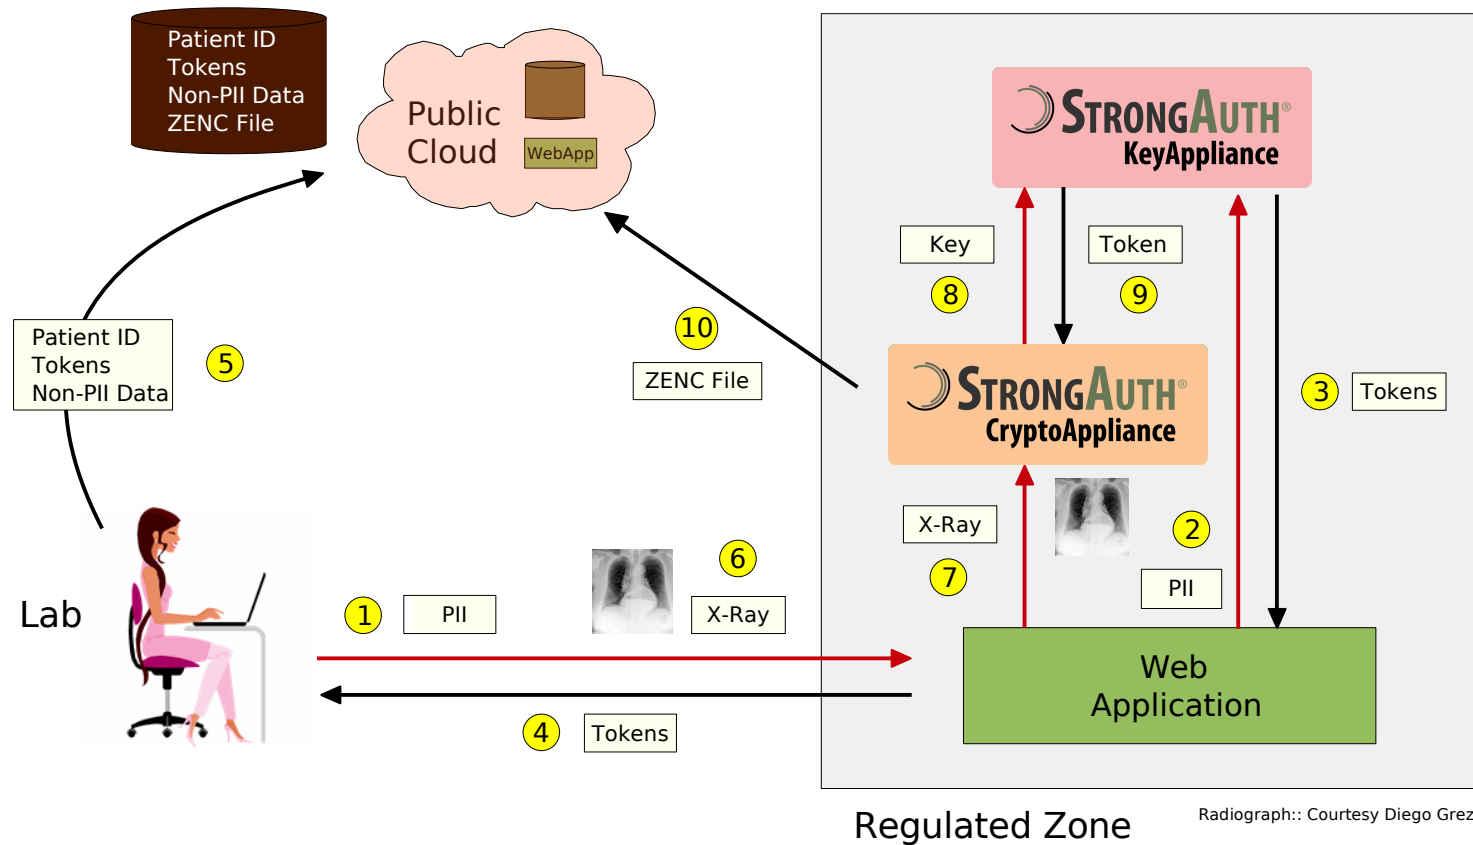 Patient ID
Tokens
Non-PII Data
ZENC File
Public
Cloud
WebApp
STRONGAUTH®
KeyAppliance
Key
8
Token
9
10
ZENC File
Patient ID
Tokens
Non-PII Data
5
STRONGAUTH®
CryptoAppliance
3
Tokens
X-Ray
7
2
PII
Lab
1
PII
6
X-Ray
4
Tokens
Web
Application
Regulated Zone
Radiograph:: Courtesy Diego Grez